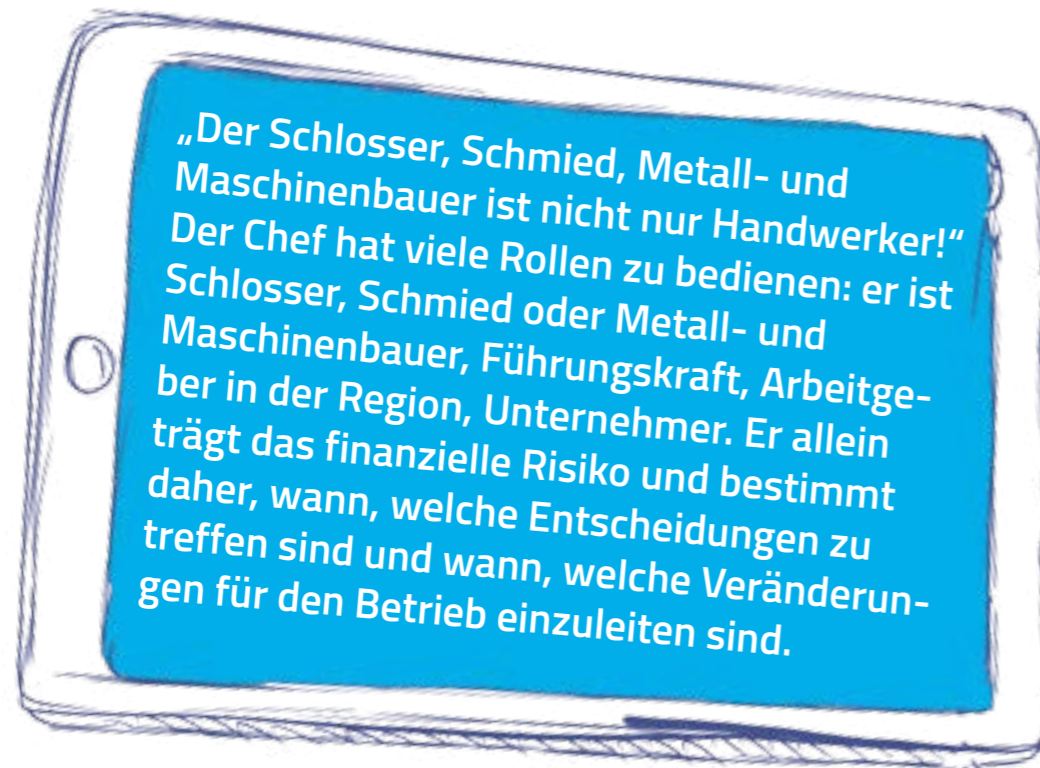 „Der Schlosser, Schmied, Metall- und
Maschinenbauer ist nicht nur Handwerker!“
Der Chef hat viele Rollen zu bedienen: er ist
Schlosser, Schmied oder Metall- und
Maschinenbauer, Führungskraft, Arbeitge-
ber in der Region, Unternehmer. Er allein
trägt das finanzielle Risiko und bestimmt
daher, wann, welche Entscheidungen zu
treffen sind und wann, welche Veränderun-
gen für den Betrieb einzuleiten sind.